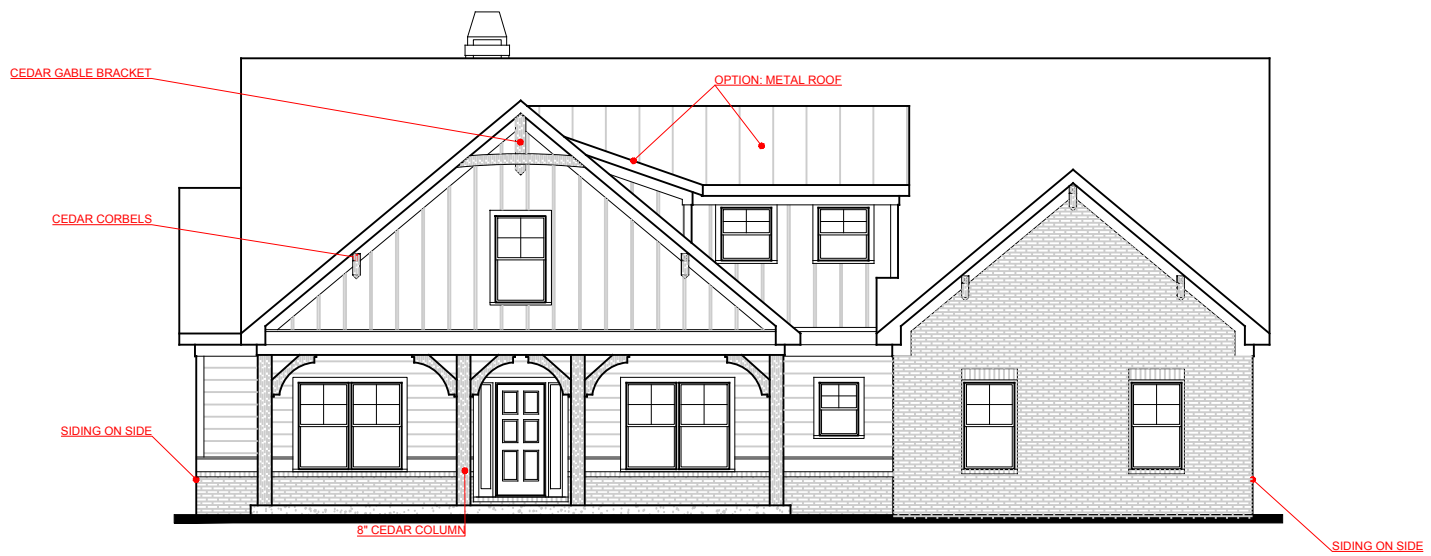 CEDAR GABLE BRACKET
OPTION: METAL ROOF
CEDAR CORBELS
SIDING ON SIDE
8" CEDAR COLUMN
SIDING ON SIDE